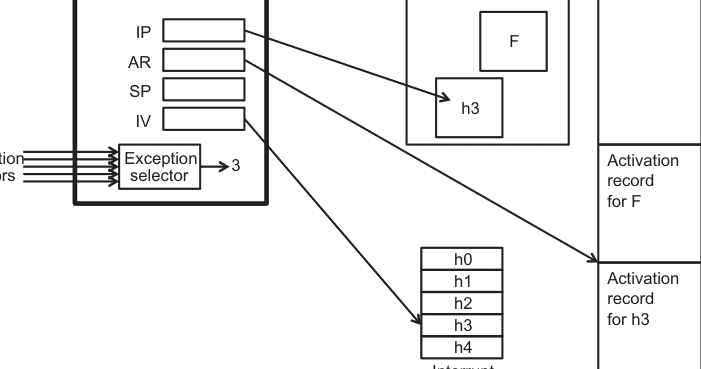 IP
AR
SP
IV
Exception
selector
3
F
h3
Activation
record
for F
Activation
record
for h3
h0
h1
h2
h3
h4